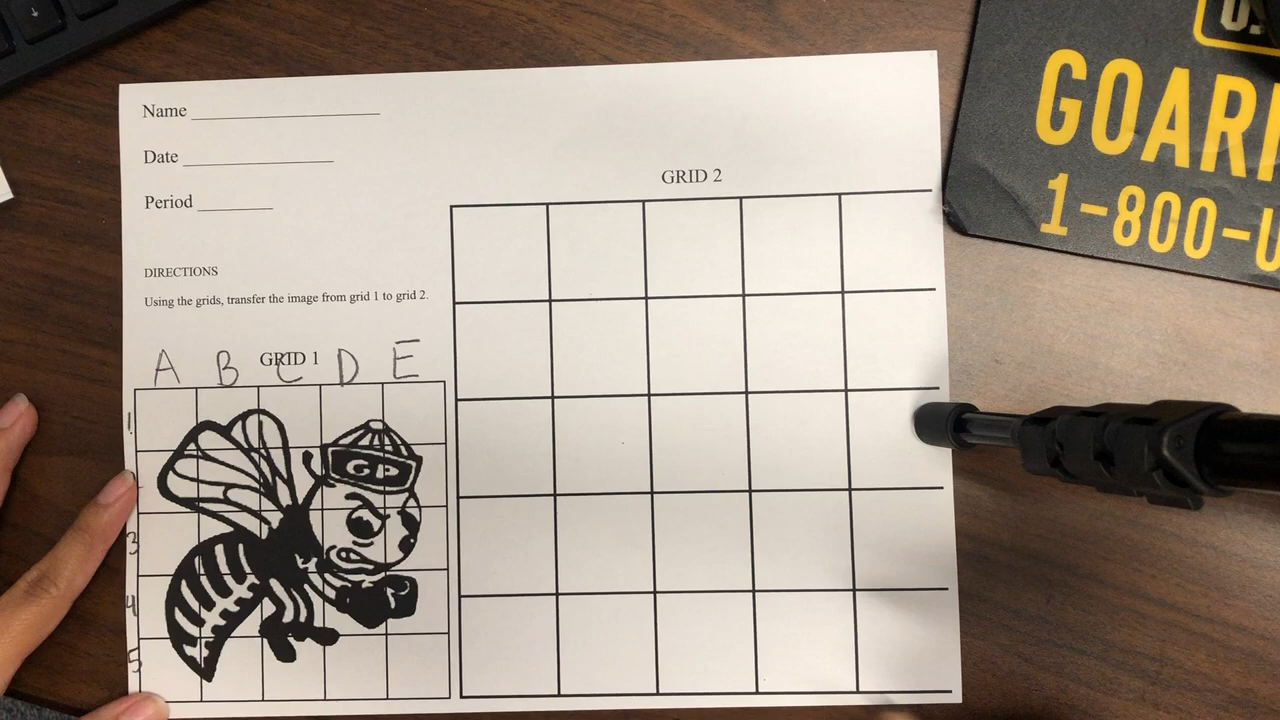 Name
Date
Period
DIRECTIONS
Using the grids, transfer the image from grid 1 to grid 2.
GRID 1
A B C D E
1
3
4
5
GD
GRID 2
GOAR
1-800-U